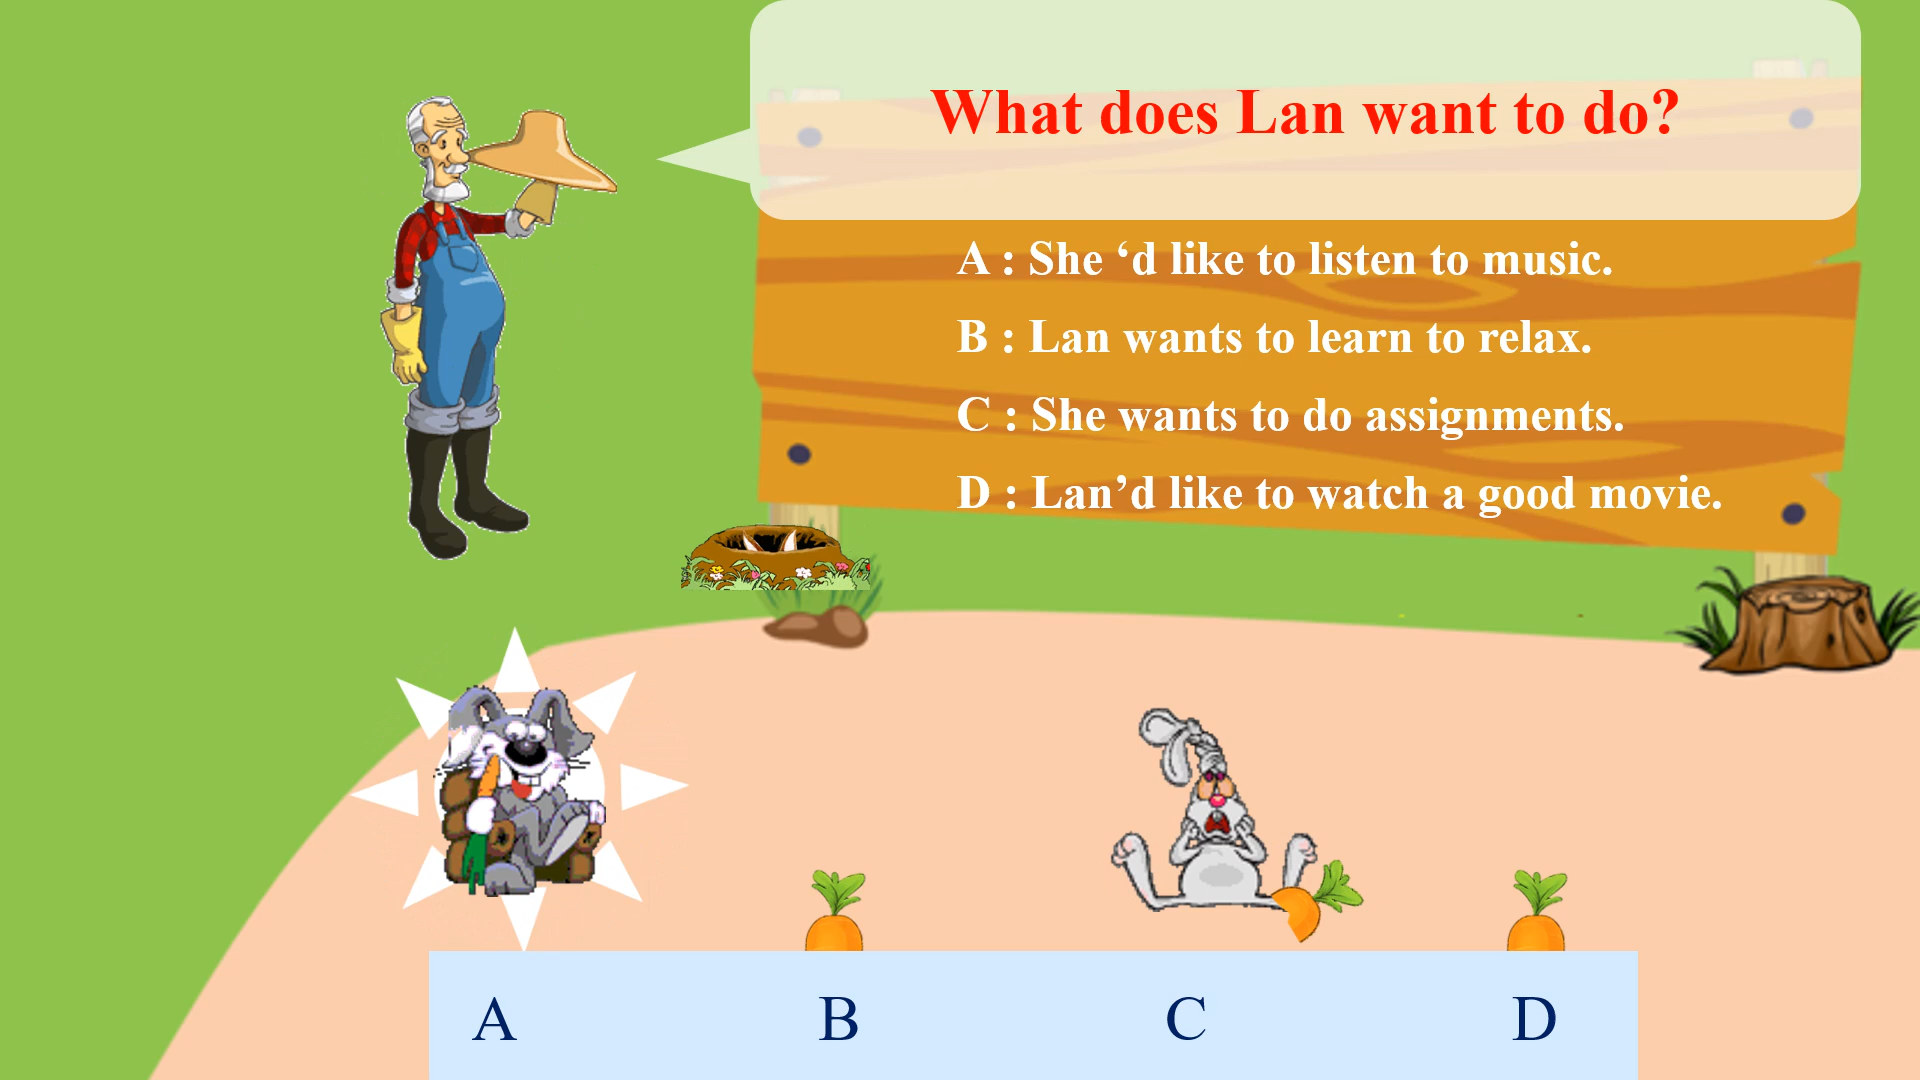 What does Lan want to do?
A : She ‘d like to listen to music.
B : Lan wants to learn to relax.
C : She wants to do assignments.
D : Lan’d like to watch a good movie.
A B C D